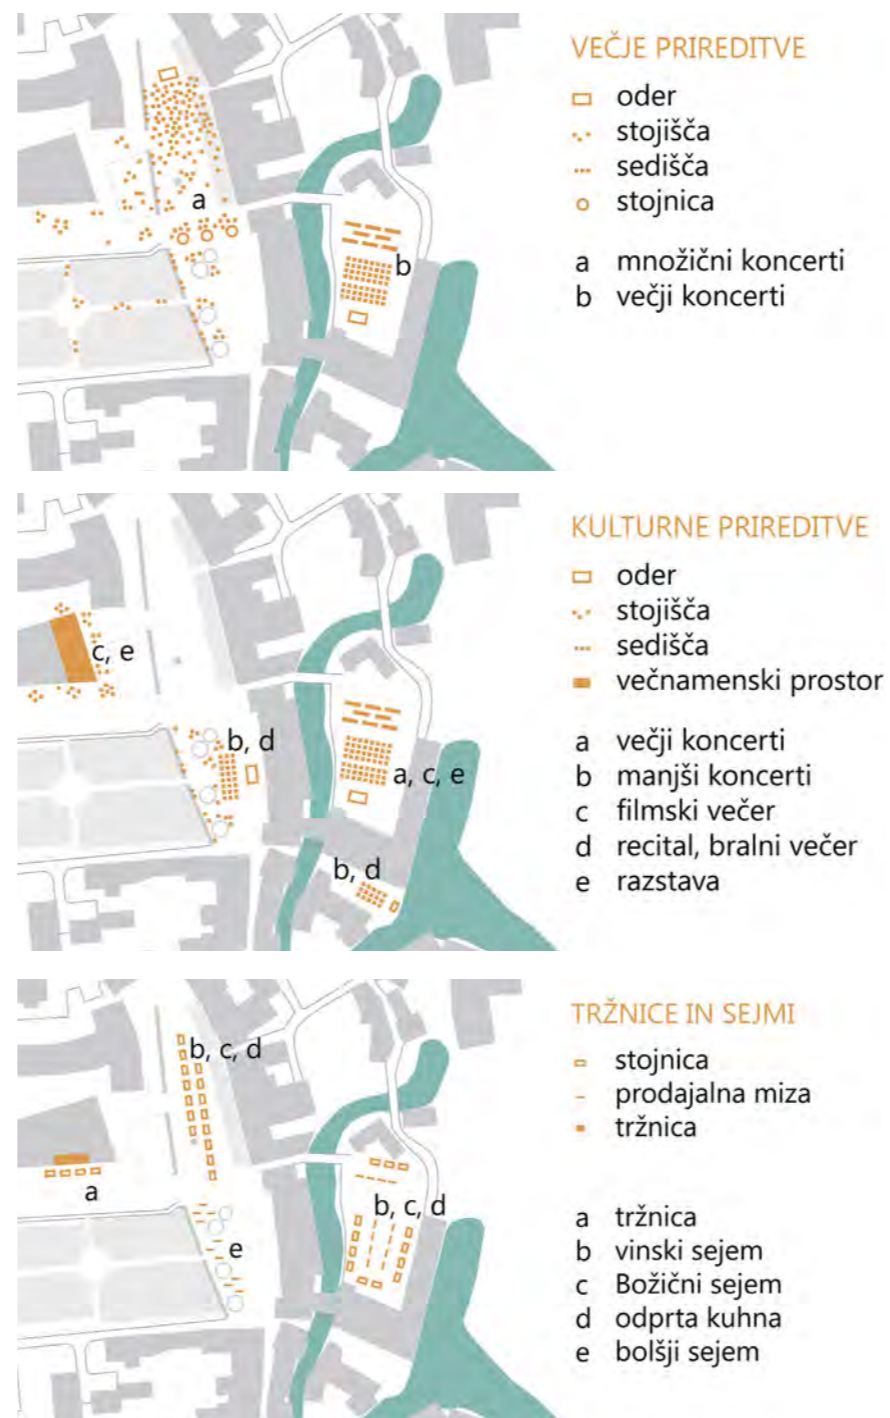 VEČJE PRIREDITVE
oder
stojišča
sedišča
stojnica
a množični koncerti
b večji koncerti
a
b
KULTURNE PRIREDITVE
oder
stojišča
sedišča
večnamenski prostor
a večji koncerti
b manjši koncerti
c filmski večer
d recital, bralni večer
e razstava
c, e
b, d
a, c, e
b, d
TRŽNICE IN SEJMI
stojnica
prodajalna miza
tržnica
a tržnica
b vinski sejem
c Božični sejem
d odprta kuhna
e bolšji sejem
b, c, d
a
b, c, d
e